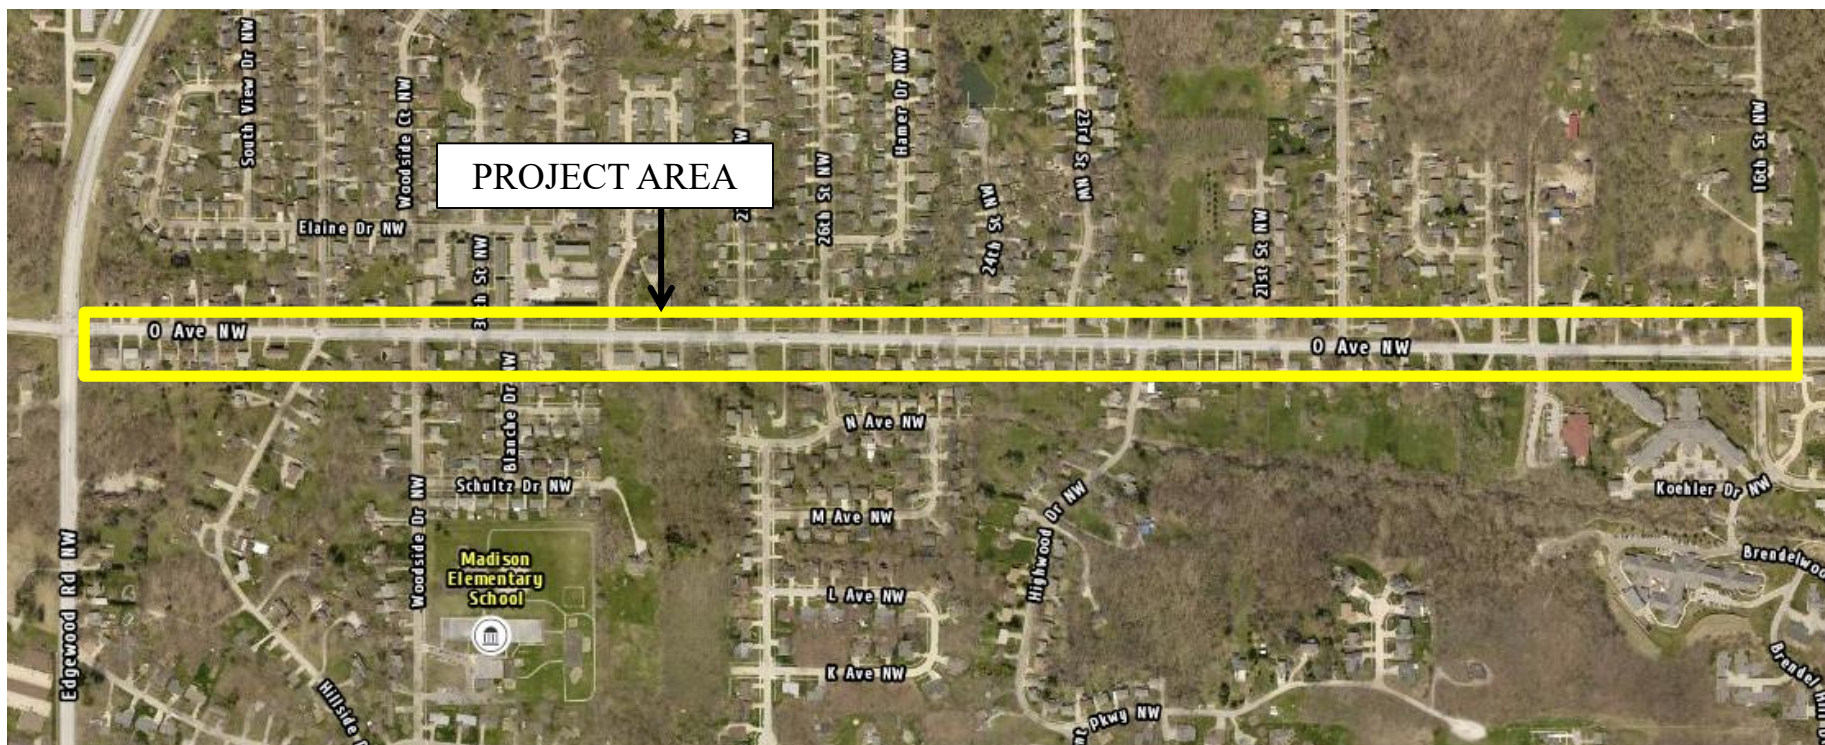 South View Dr NW
Woodside Ct NW
Hamer Dr NW
23rd St NW
16th St NW
PROJECT AREA
26th St NW
24th St NW
21st St NW
Elaine Dr NW
O Ave NW
O Ave NW
Blanche Dr NW
N Ave NW
Schultz Dr NW
Koehler Dr NW
Woodside Dr NW
M Ave NW
Highwood Dr NW
Edgewood Rd NW
Madison
Elementary
School
L Ave NW
K Ave NW
Hillside
Pkwy NW
Brendel